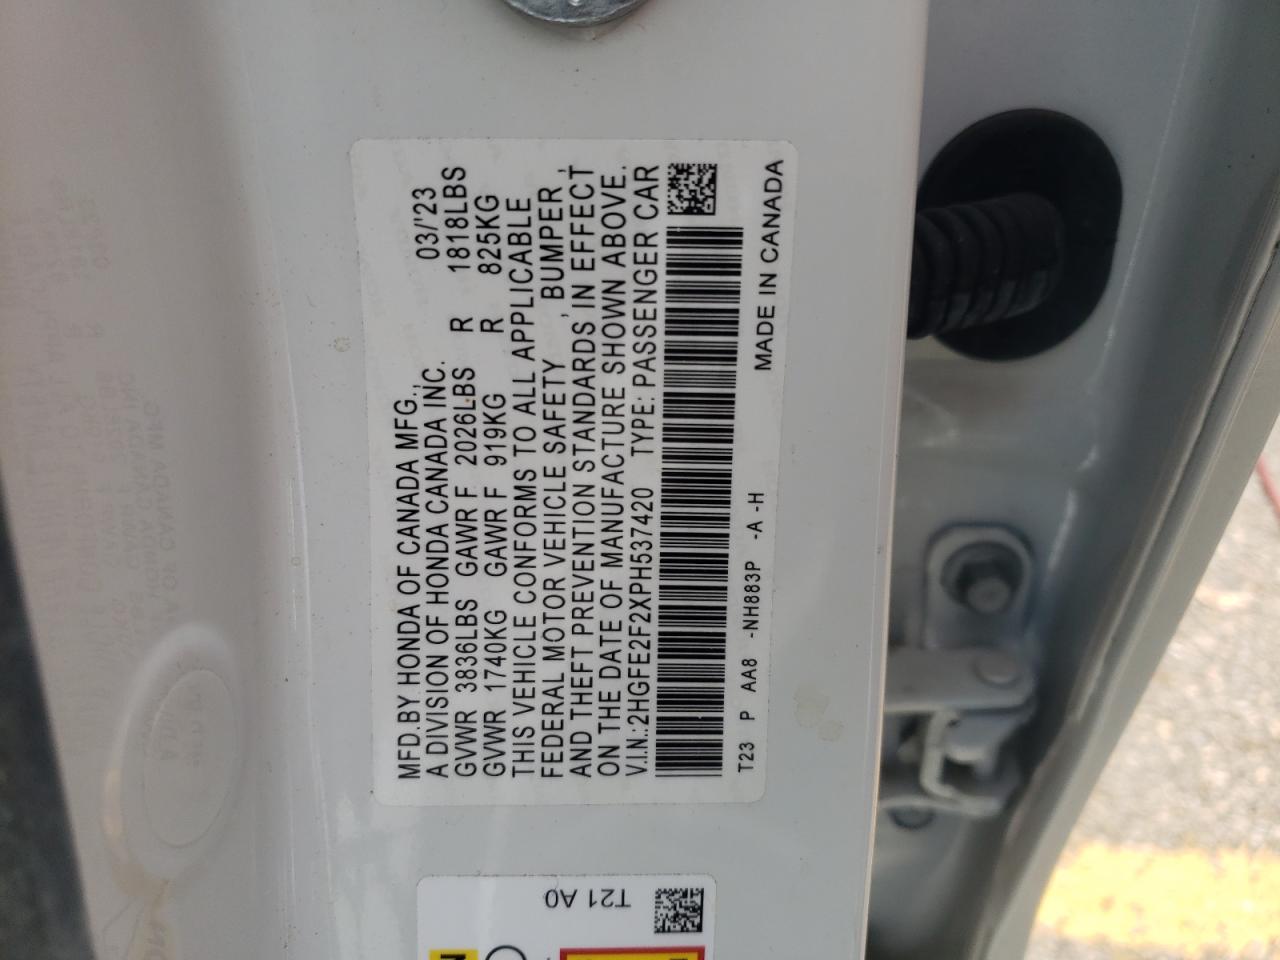 MFD.BY HONDA OF CANADA MFG.,
A DIVISION OF HONDA CANADA INC. 03/'23
GVWR 3836LBS GAWR F 2026LBS R 1818LBS
GVWR 1740KG GAWR F 919KG R 825KG
THIS VEHICLE CONFORMS TO ALL APPLICABLE
FEDERAL MOTOR VEHICLE SAFETY, BUMPER,
AND THEFT PREVENTION STANDARDS IN EFFECT
ON THE DATE OF MANUFACTURE SHOWN ABOVE.
V.I.N.:2HGFE2F2XPH537420 TYPE: PASSENGER CAR
T23 P AA8 -NH883P -A -H MADE IN CANADA
T21 A0